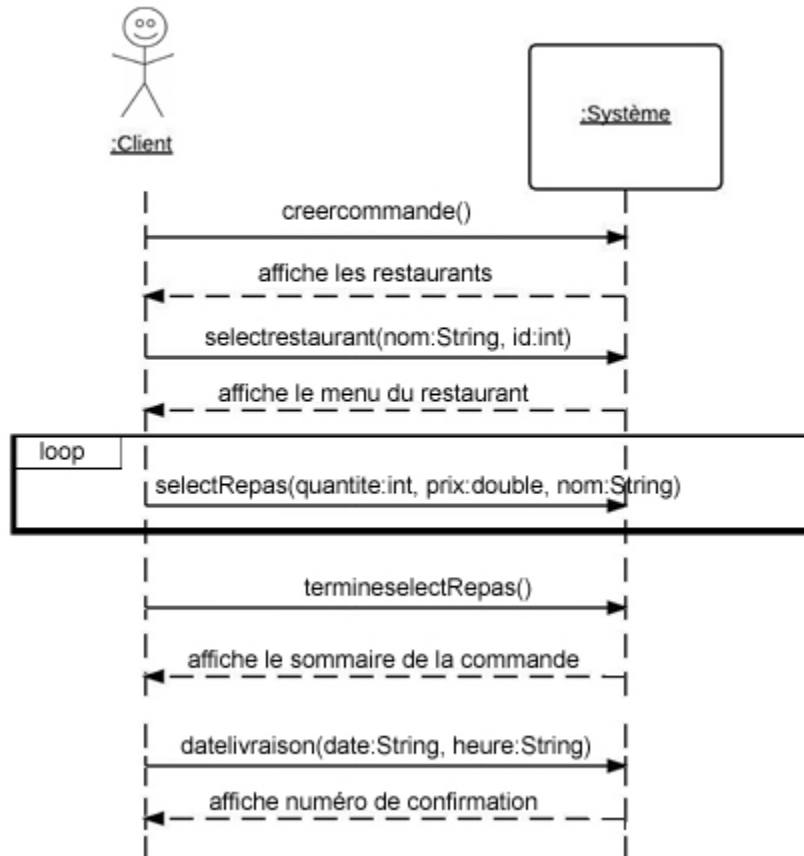 :Client
:Système
creercommande()
affiche les restaurants
selectrestaurant(nom:String, id:int)
affiche le menu du restaurant
loop
selectRepas(quantite:int, prix:double, nom:String)
termineselectRepas()
affiche le sommaire de la commande
datelivraison(date:String, heure:String)
affiche numéro de confirmation